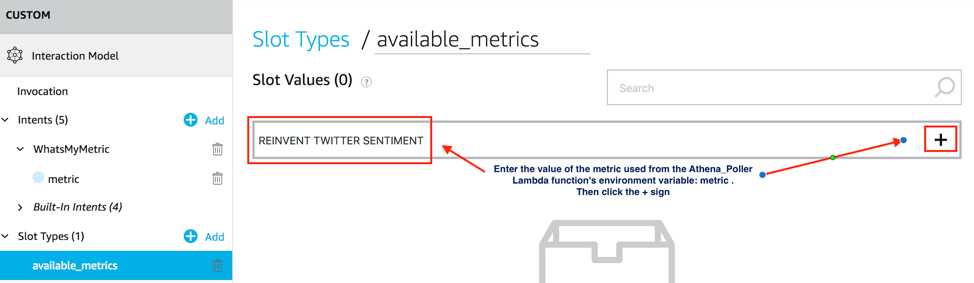 CUSTOM
Interaction Model
Invocation
Intents (5)
Add
WhatsMyMetric
metric
Built-In Intents (4)
Slot Types (1)
Add
available_metrics
Slot Types / available_metrics
Slot Values (0) ?
Search
REINVENT TWITTER SENTIMENT
Enter the value of the metric used from the Athena_Poller
Lambda function's environment variable: metric .
Then click the + sign